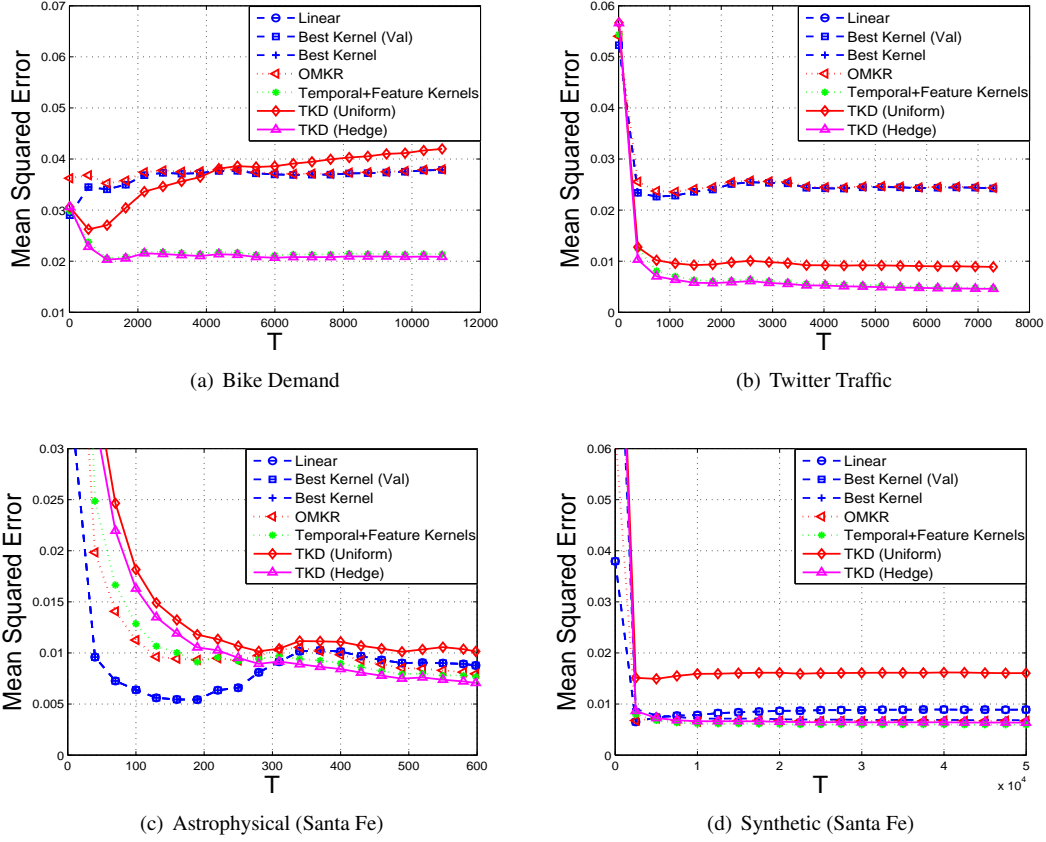 0.07
0.06
0.05
0.04
0.03
0.02
0.01
0 2000 4000 6000 8000 10000 12000
Mean Squared Error
T
Linear
Best Kernel (Val)
Best Kernel
OMKR
Temporal+Feature Kernels
TKD (Uniform)
TKD (Hedge)
(a) Bike Demand
0.06
0.05
0.04
0.03
0.02
0.01
0
0 1000 2000 3000 4000 5000 6000 7000 8000
Mean Squared Error
T
Linear
Best Kernel (Val)
Best Kernel
OMKR
Temporal+Feature Kernels
TKD (Uniform)
TKD (Hedge)
(b) Twitter Traffic
0.03
0.025
0.02
0.015
0.01
0.005
0
0 100 200 300 400 500 600
Mean Squared Error
T
Linear
Best Kernel (Val)
Best Kernel
OMKR
Temporal+Feature Kernels
TKD (Uniform)
TKD (Hedge)
(c) Astrophysical (Santa Fe)
0.06
0.05
0.04
0.03
0.02
0.01
0
0 1 2 3 4 5
x 10^4
Mean Squared Error
T
Linear
Best Kernel (Val)
Best Kernel
OMKR
Temporal+Feature Kernels
TKD (Uniform)
TKD (Hedge)
(d) Synthetic (Santa Fe)